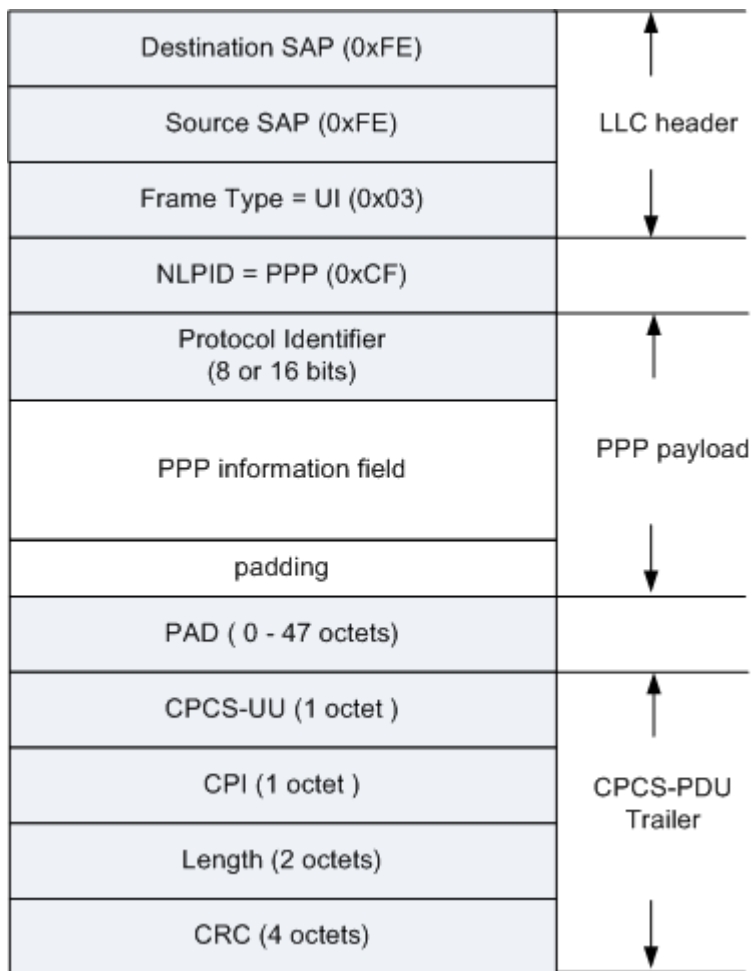 Destination SAP (0xFE)
Source SAP (0xFE)
LLC header
Frame Type = UI (0x03)
NLPID = PPP (0xCF)
Protocol Identifier
(8 or 16 bits)
PPP information field
PPP payload
padding
PAD ( 0 - 47 octets)
CPCS-UU (1 octet )
CPI (1 octet )
CPCS-PDU
Trailer
Length (2 octets)
CRC (4 octets)